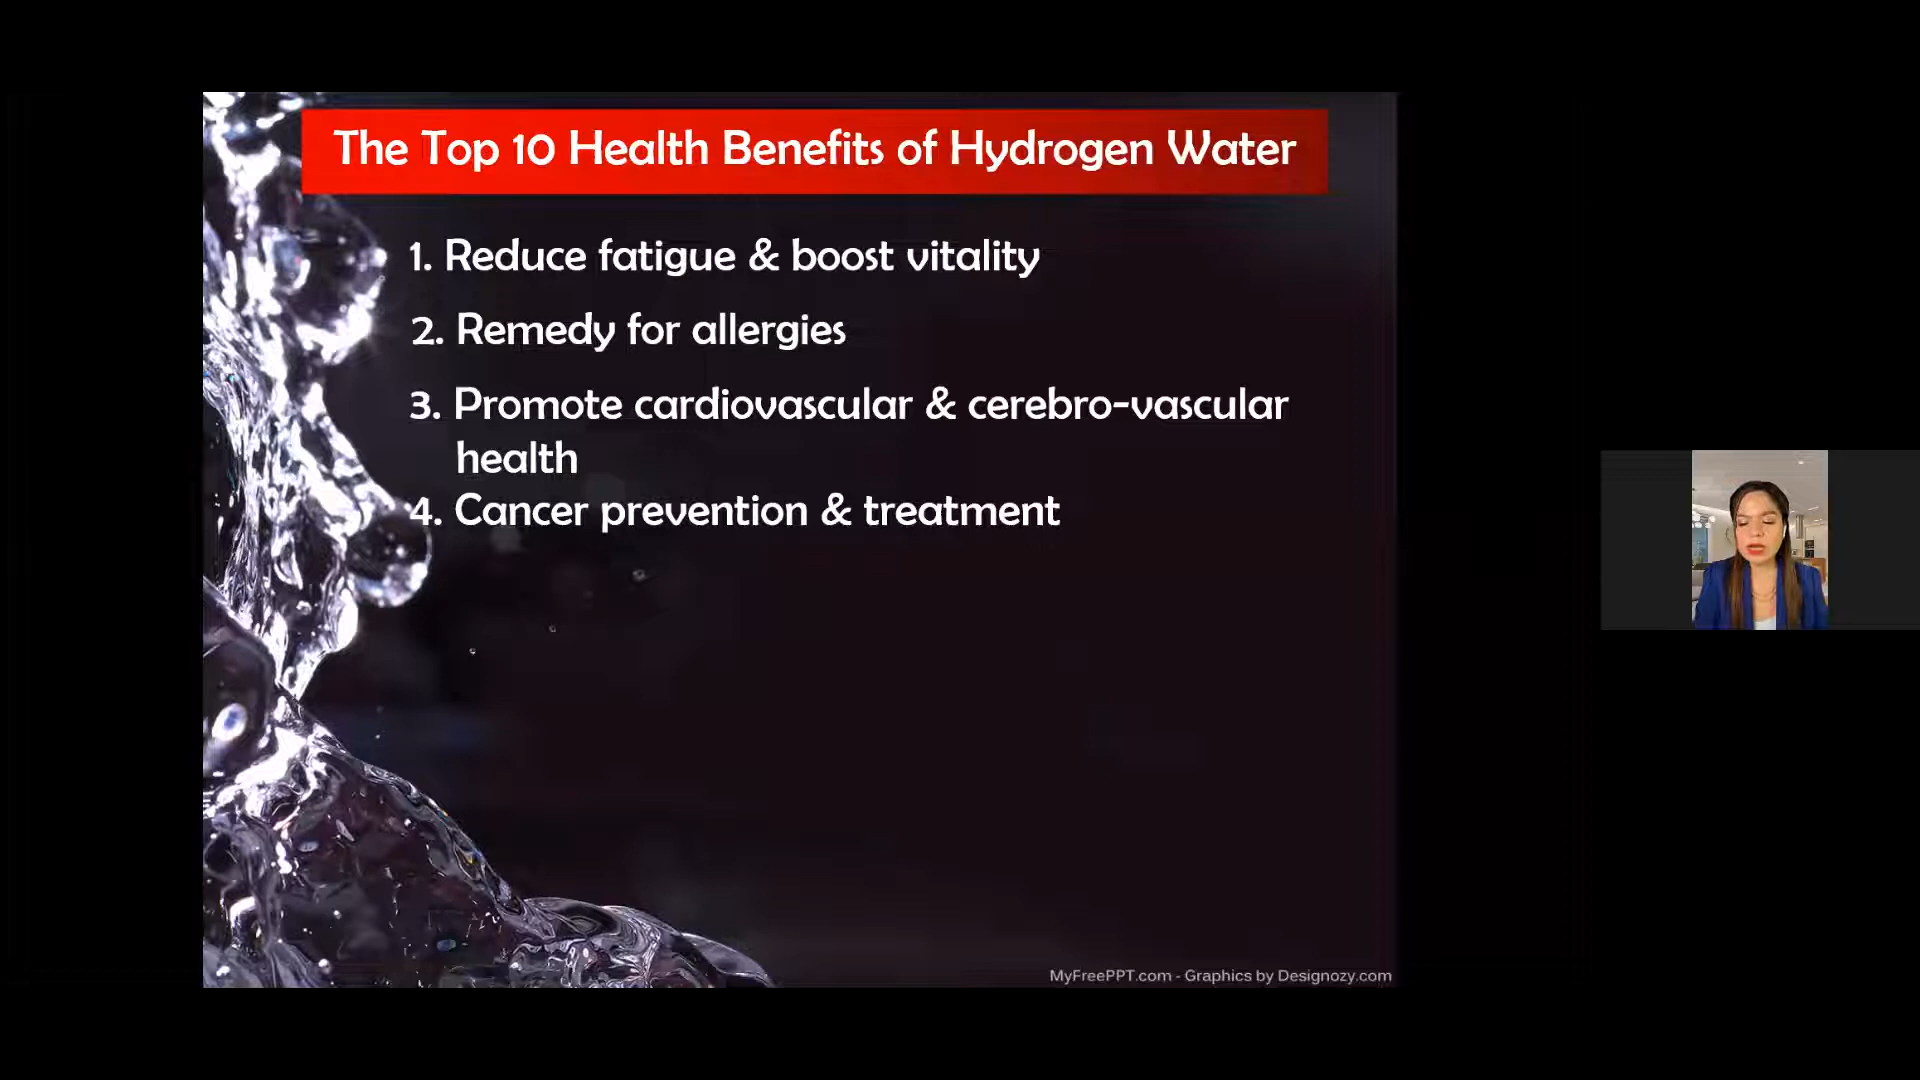 The Top 10 Health Benefits of Hydrogen Water
1. Reduce fatigue & boost vitality
2. Remedy for allergies
3. Promote cardiovascular & cerebro-vascular
health
4. Cancer prevention & treatment
MyFreePPT.com - Graphics by Designozy.com